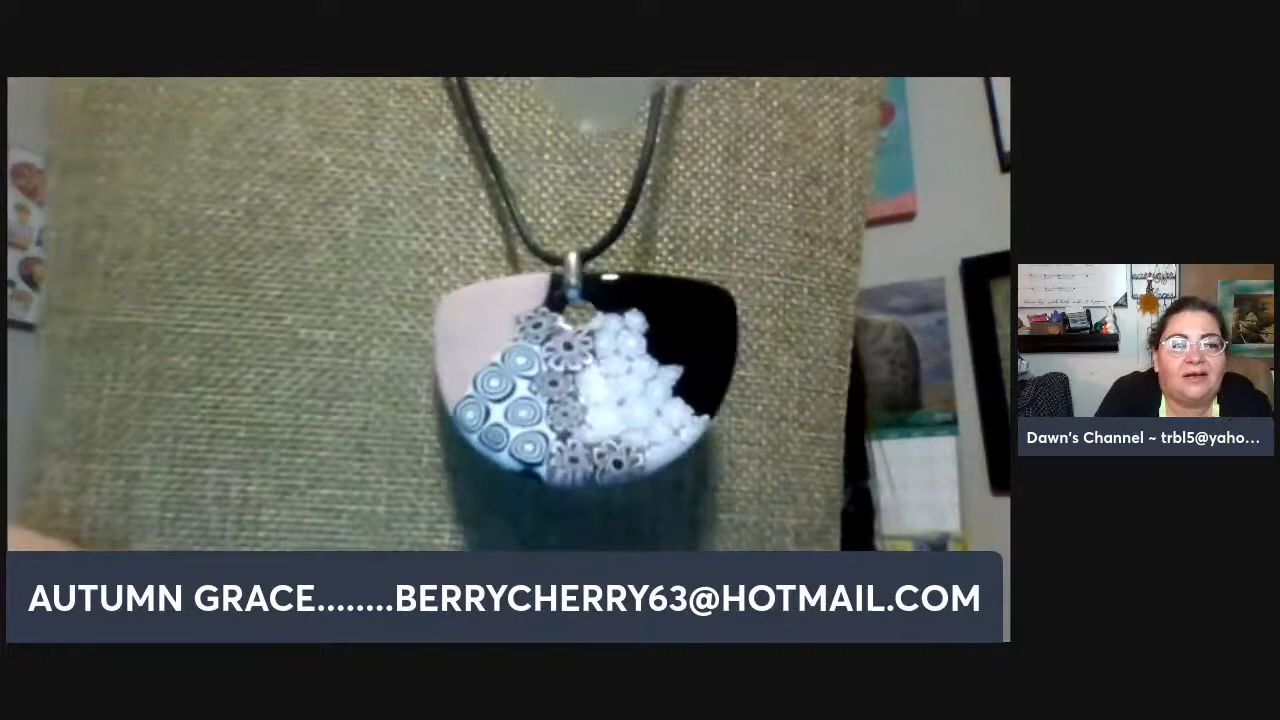 AUTUMN GRACE........BERRYCHERRY63@HOTMAIL.COM
Dawn's Channel ~ trbl5@yaho...